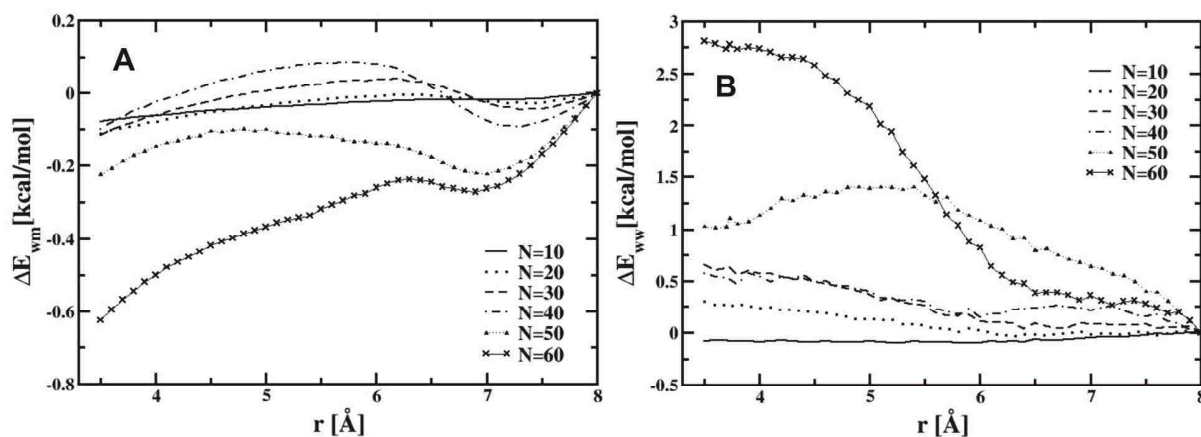 A
ΔE_wm[kcal/mol]
0.2
0
-0.2
-0.4
-0.6
-0.8
N=10
N=20
N=30
N=40
N=50
N=60
4 5 6 7 8
r [Å]
B
ΔE_ww[kcal/mol]
3
2.5
2
1.5
1
0.5
0
-0.5
N=10
N=20
N=30
N=40
N=50
N=60
4 5 6 7 8
r [Å]